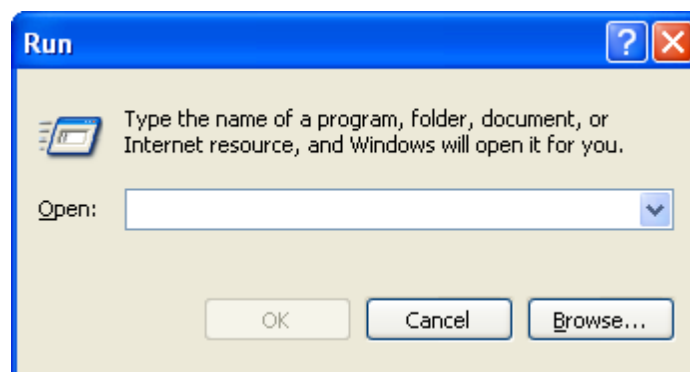 Run
Type the name of a program, folder, document, or
Internet resource, and Windows will open it for you.
Open:
OK Cancel Browse...